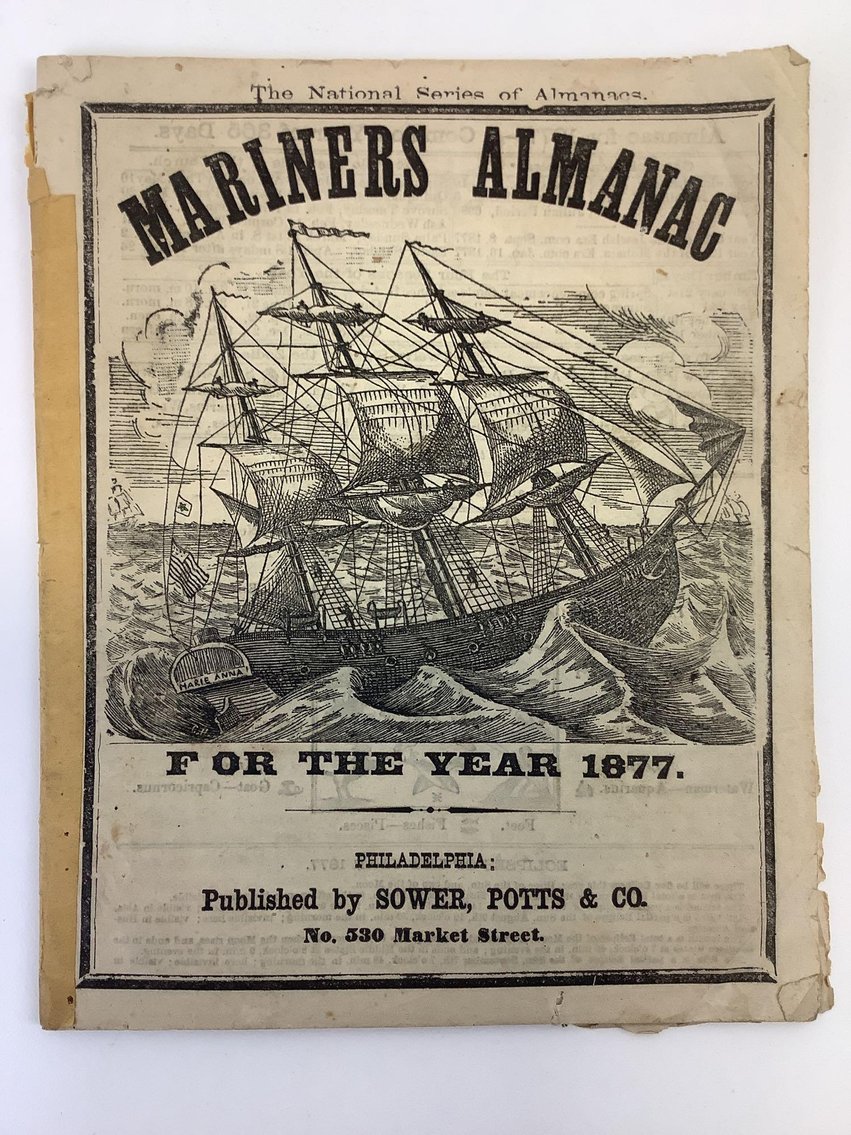 The National Series of Almanacs.
MARINERS ALMANAC
MARIE ANNA
FOR THE YEAR 1877.
PHILADELPHIA:
Published by SOWER, POTTS & CO.
No. 530 Market Street.